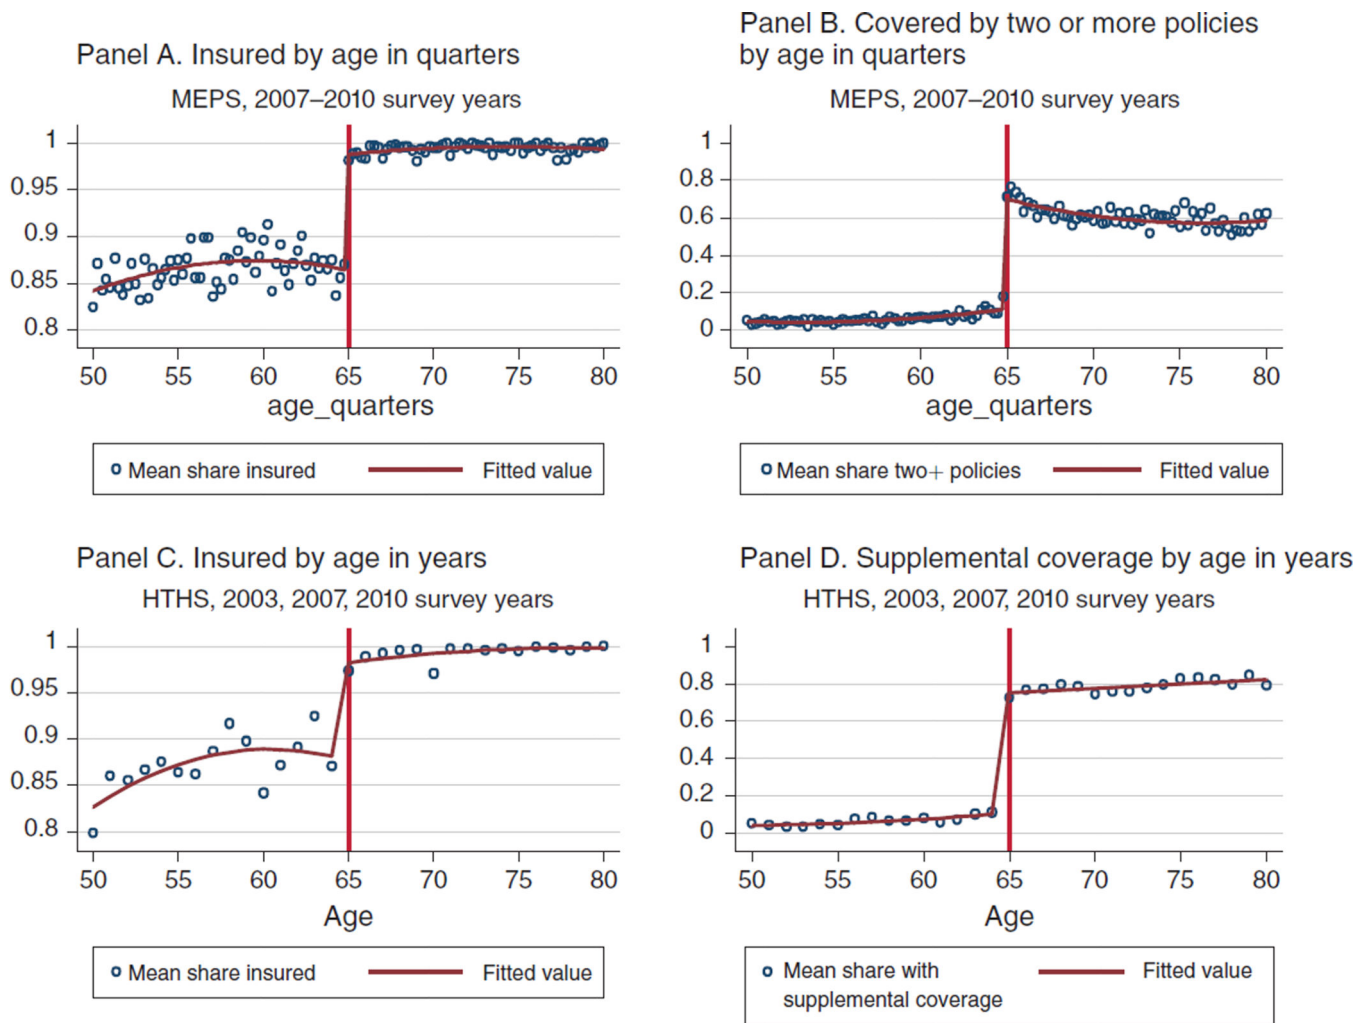 Panel A. Insured by age in quarters
MEPS, 2007–2010 survey years
1
0.95
0.9
0.85
0.8
50 55 60 65 70 75 80
age_quarters
Mean share insured Fitted value
Panel B. Covered by two or more policies
by age in quarters
MEPS, 2007–2010 survey years
1
0.8
0.6
0.4
0.2
0
50 55 60 65 70 75 80
age_quarters
Mean share two+ policies Fitted value
Panel C. Insured by age in years
HTHS, 2003, 2007, 2010 survey years
1
0.95
0.9
0.85
0.8
50 55 60 65 70 75 80
Age
Mean share insured Fitted value
Panel D. Supplemental coverage by age in years
HTHS, 2003, 2007, 2010 survey years
1
0.8
0.6
0.4
0.2
0
50 55 60 65 70 75 80
Age
Mean share with Fitted value
supplemental coverage